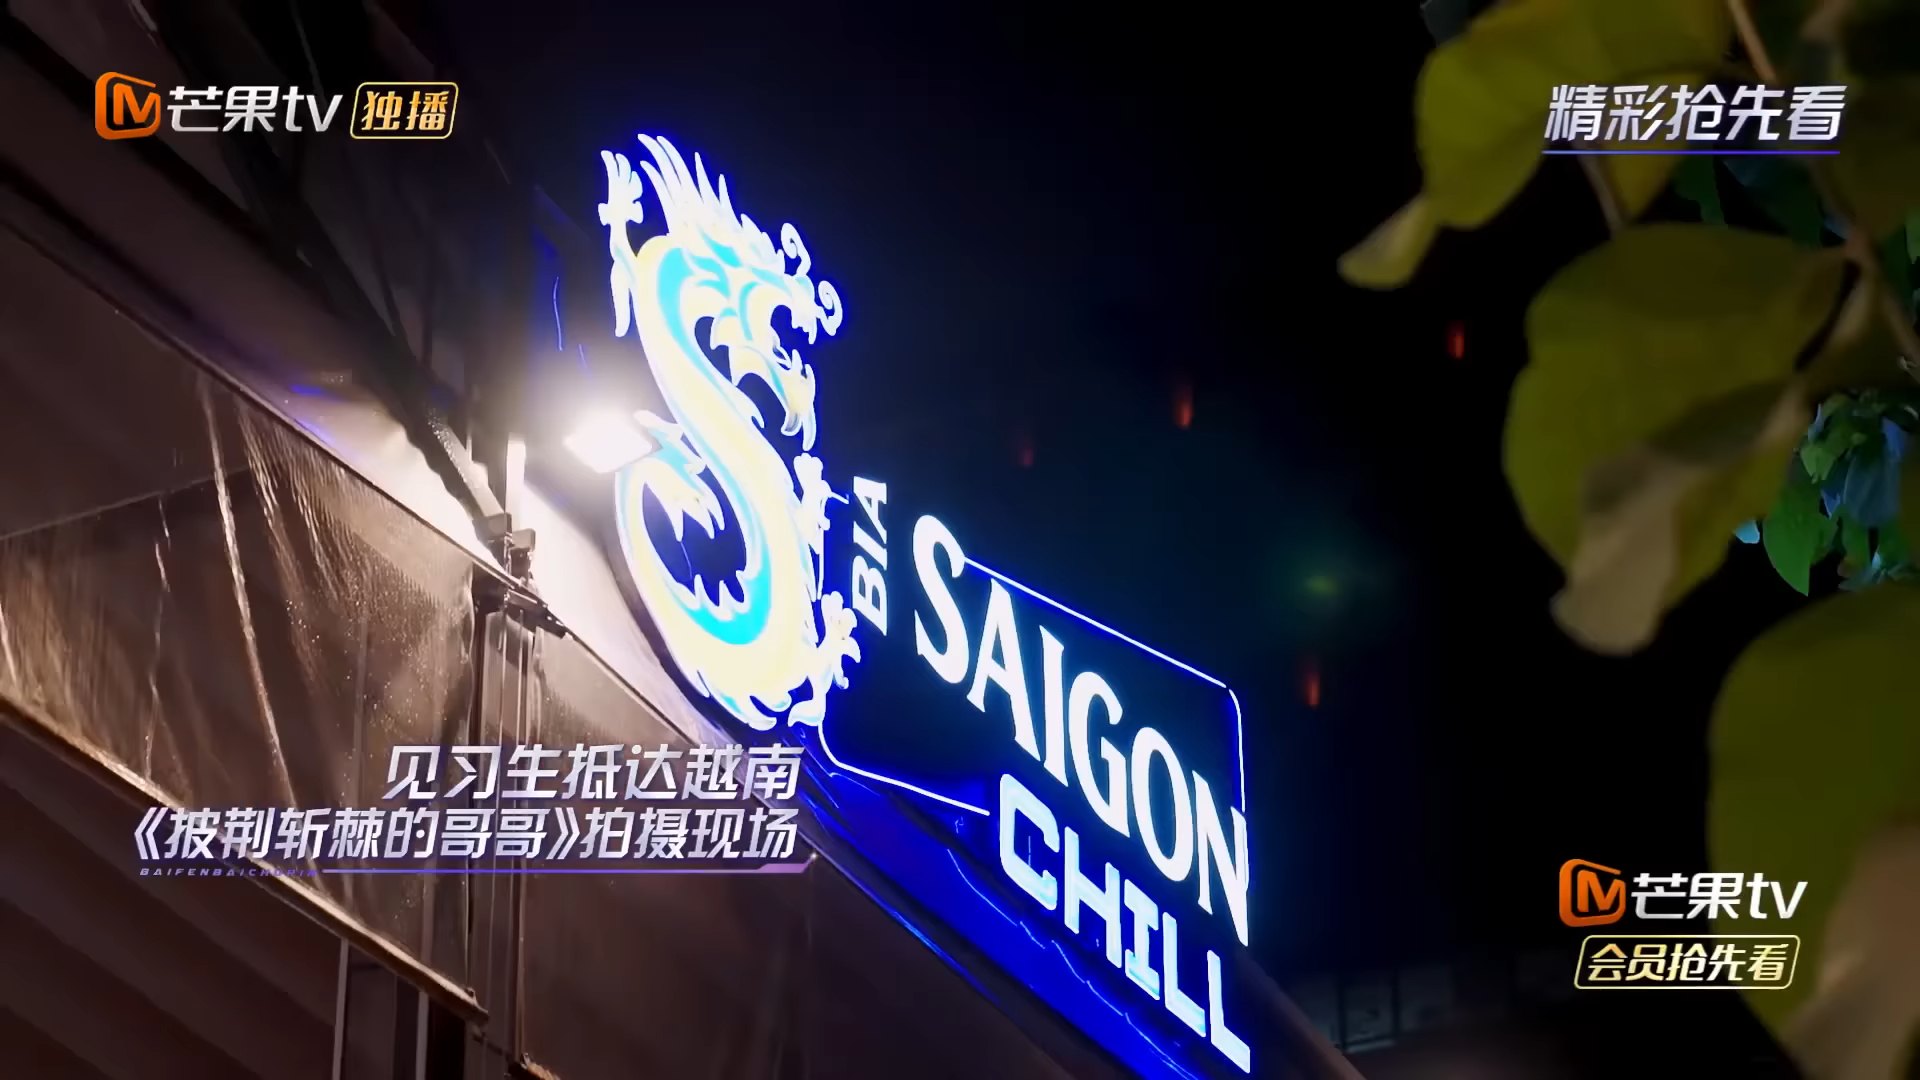 芒果tv 独播
精彩抢先看
BIA
SAIGON
CHILL
见习生抵达越南
《披荆斩棘的哥哥》拍摄现场
BAIFENBAICHUPIN
芒果tv
会员抢先看